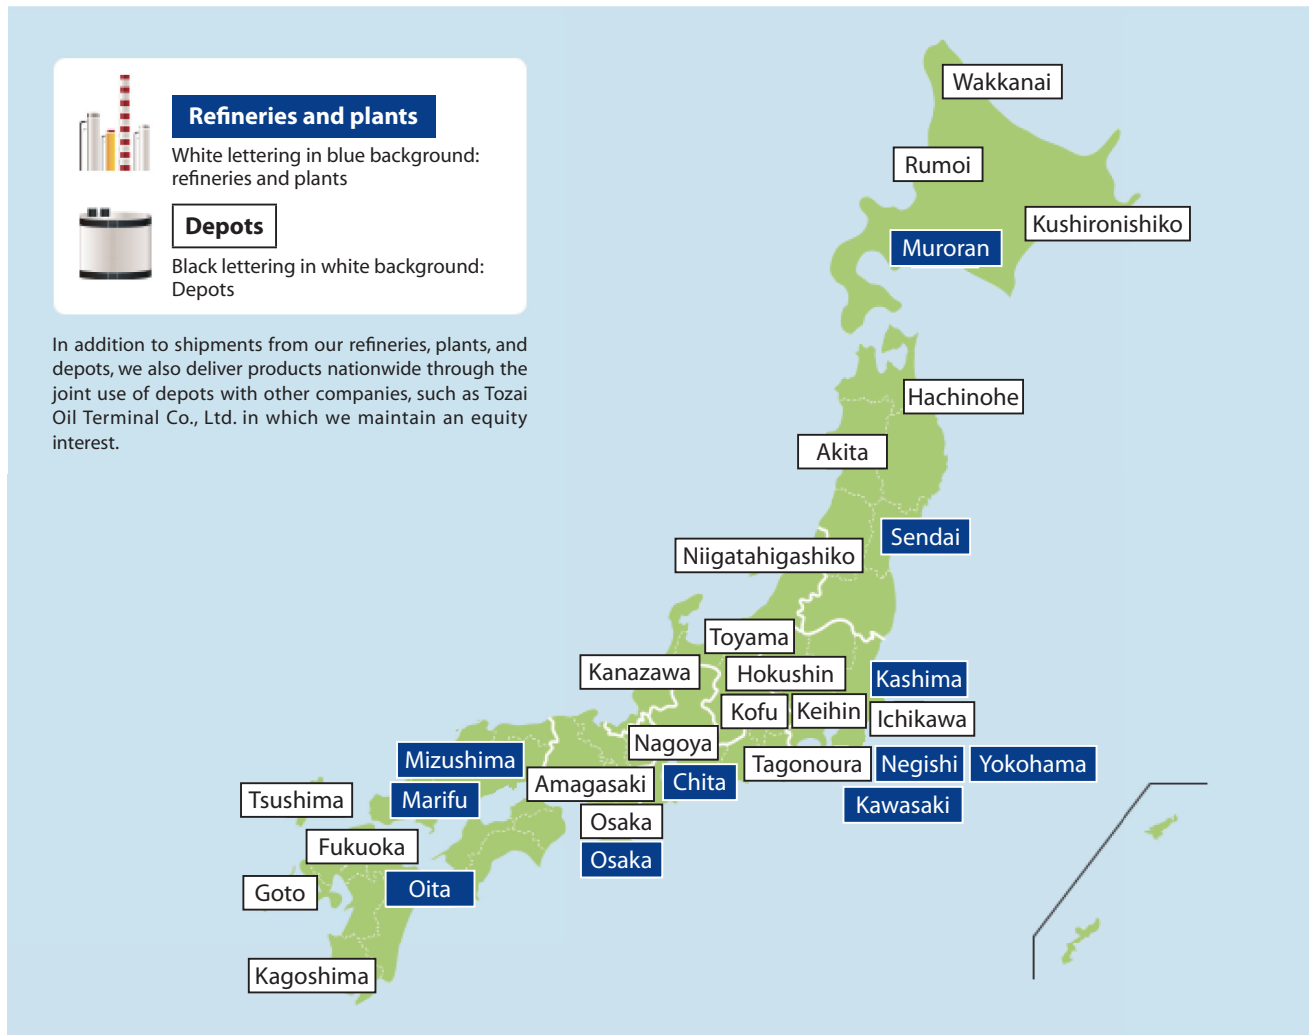 Refineries and plants
White lettering in blue background:
refineries and plants
Depots
Black lettering in white background:
Depots
In addition to shipments from our refineries, plants, and
depots, we also deliver products nationwide through the
joint use of depots with other companies, such as Tozai
Oil Terminal Co., Ltd. in which we maintain an equity
interest.
Wakkanai
Rumoi
Kushironishiko
Muroran
Hachinohe
Akita
Sendai
Niigatahigashiko
Toyama
Kanazawa
Hokushin
Kashima
Kofu
Keihin
Ichikawa
Nagoya
Mizushima
Tagonoura
Negishi
Yokohama
Amagasaki
Chita
Tsushima
Marifu
Kawasaki
Osaka
Fukuoka
Osaka
Goto
Oita
Kagoshima